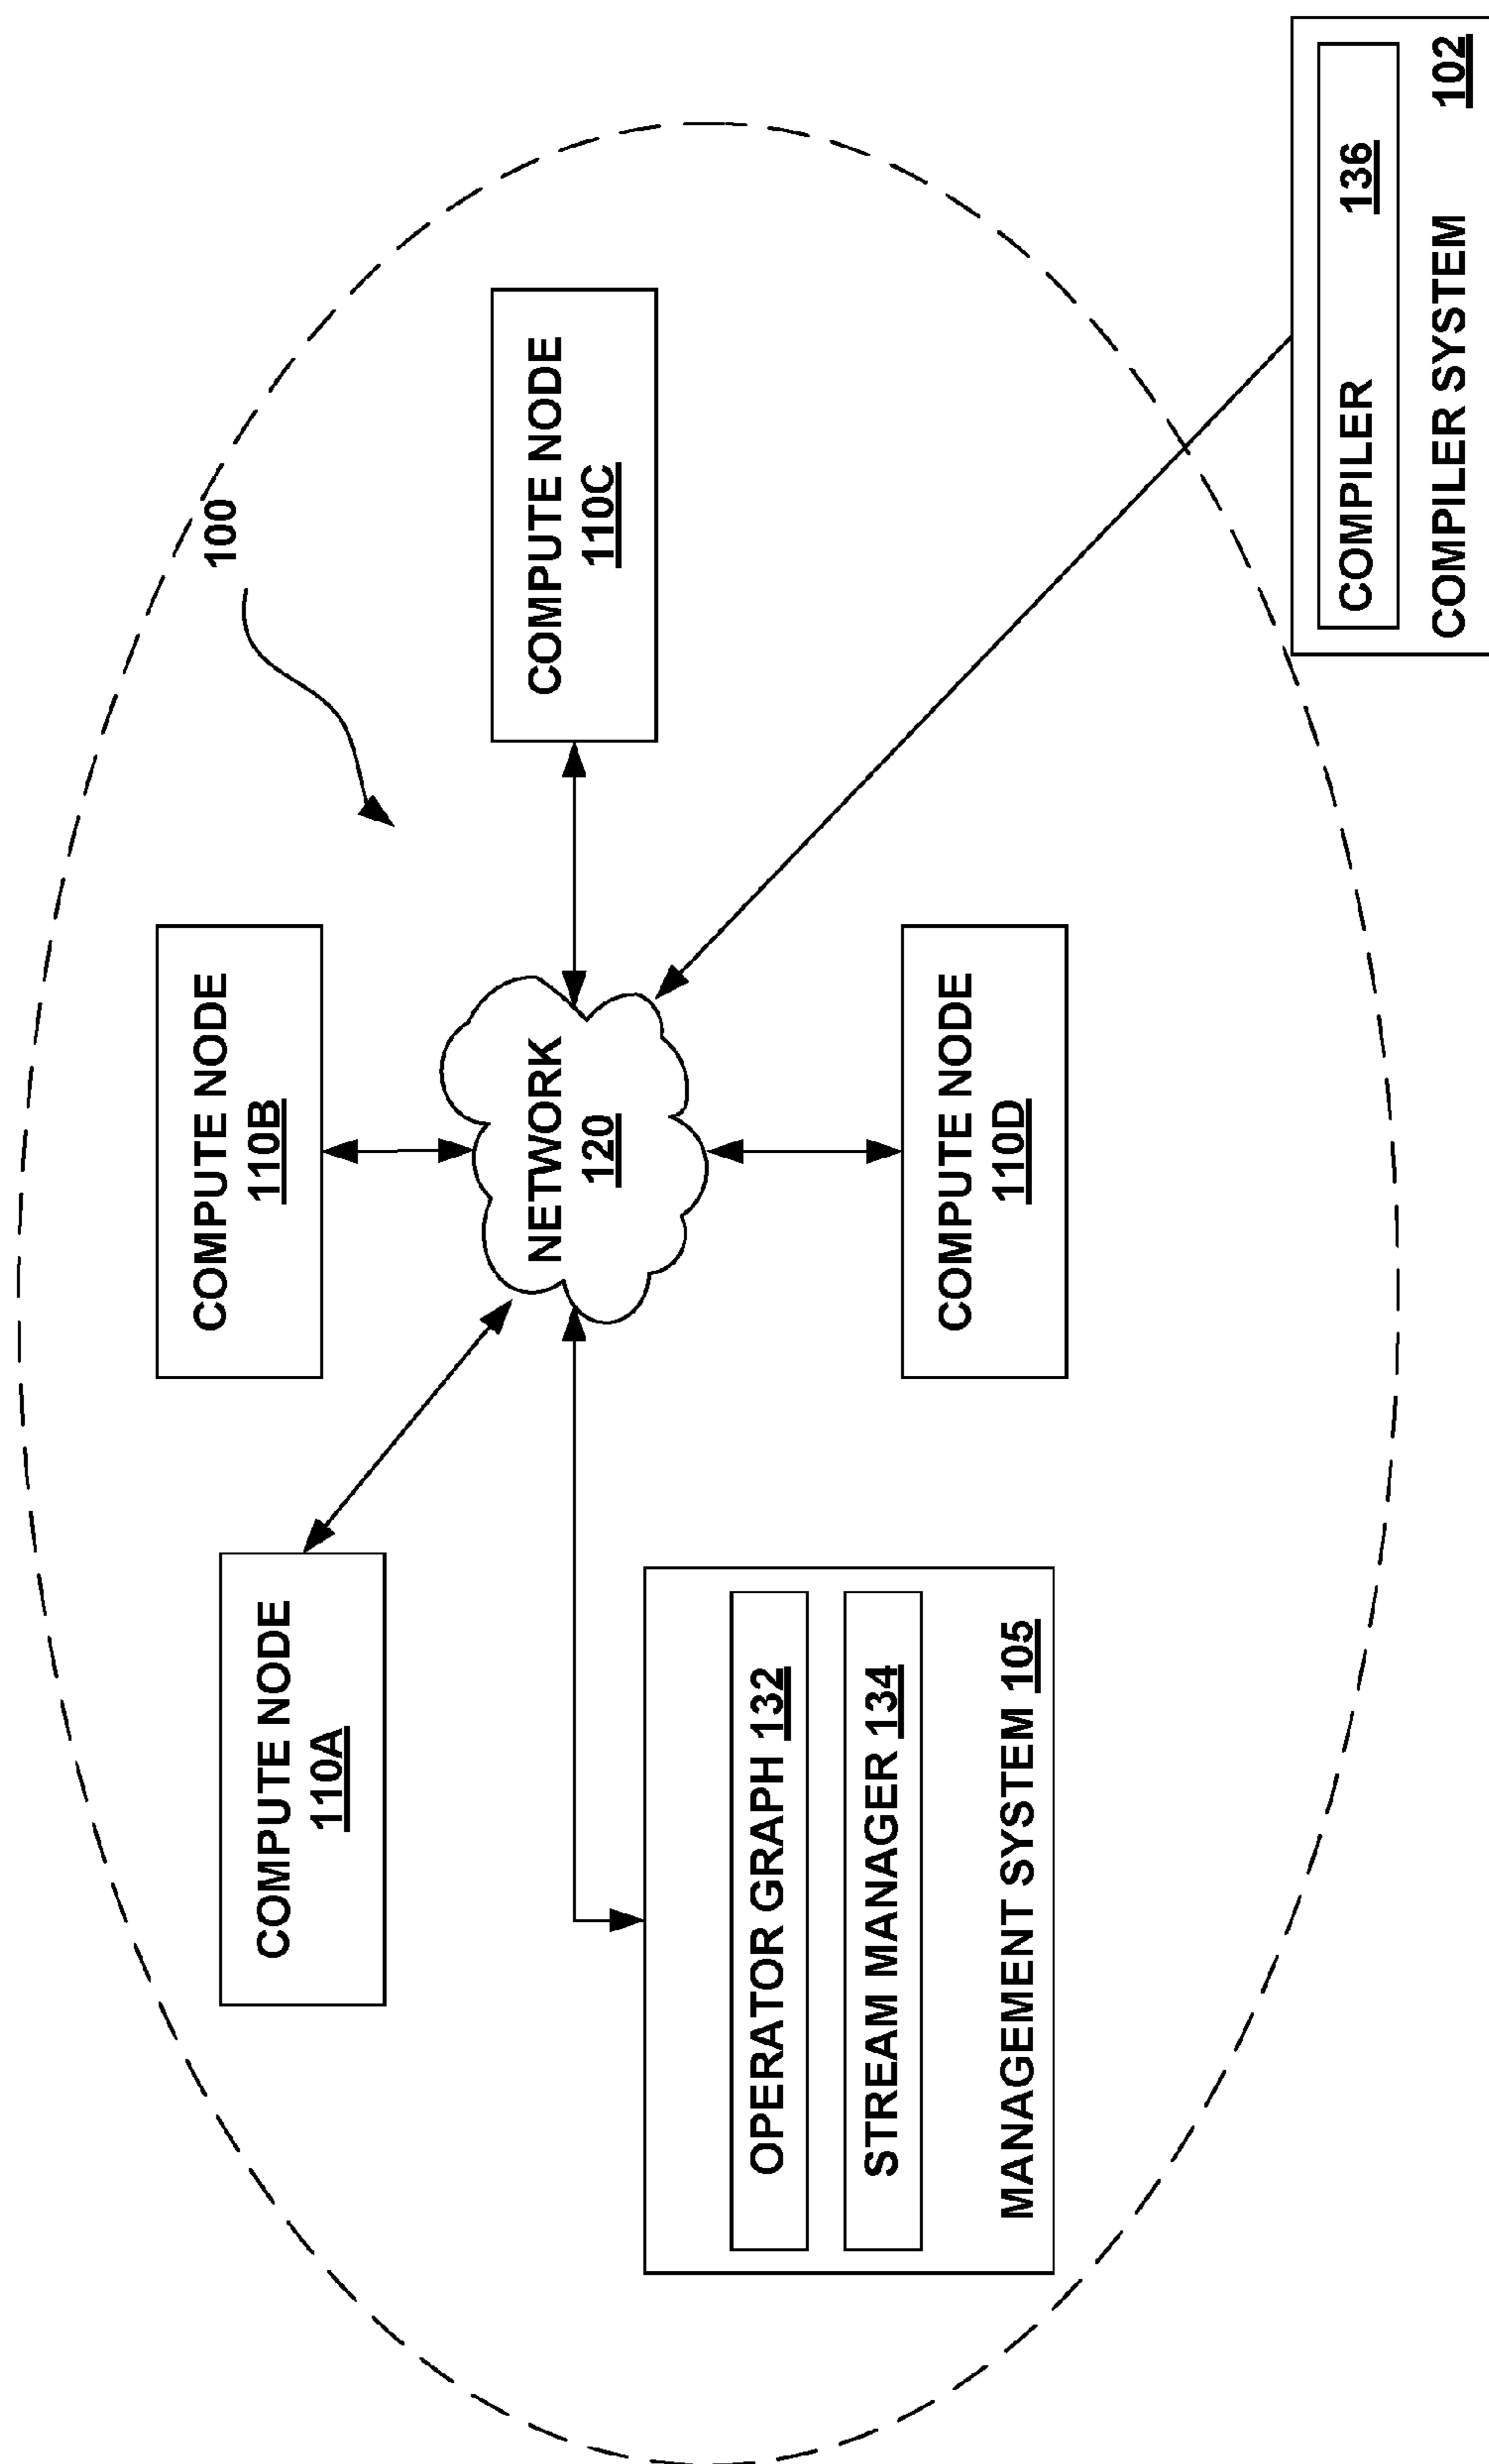 100
COMPUTE NODE
110A
COMPUTE NODE
110B
COMPUTE NODE
110C
NETWORK
120
COMPUTE NODE
110D
OPERATOR GRAPH 132
STREAM MANAGER 134
MANAGEMENT SYSTEM 105
COMPILER 136
COMPILER SYSTEM 102